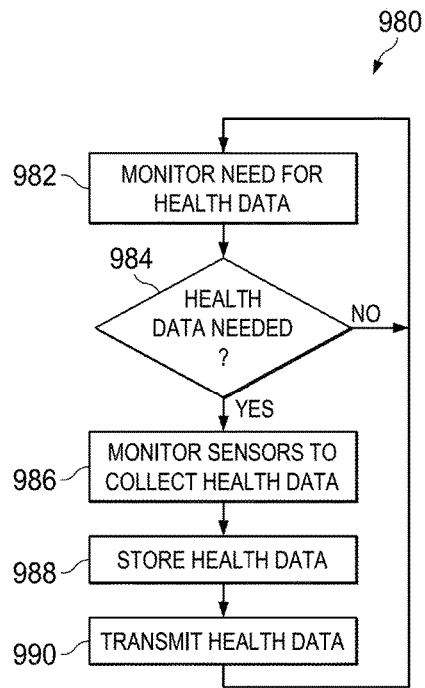 980
982
MONITOR NEED FOR
HEALTH DATA
984
HEALTH
DATA NEEDED
?
NO
YES
986
MONITOR SENSORS TO
COLLECT HEALTH DATA
988
STORE HEALTH DATA
990
TRANSMIT HEALTH DATA